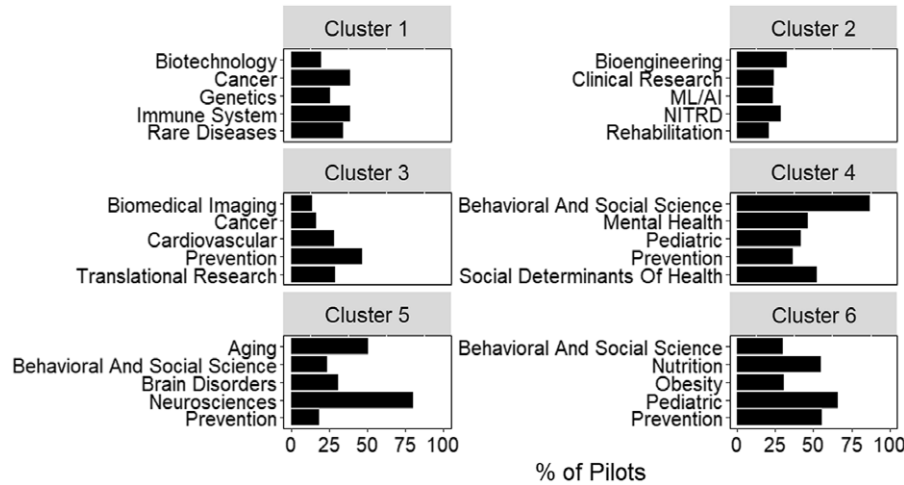 Cluster 1
Biotechnology
Cancer
Genetics
Immune System
Rare Diseases
Cluster 2
Bioengineering
Clinical Research
ML/AI
NITRD
Rehabilitation
Cluster 3
Biomedical Imaging
Cancer
Cardiovascular
Prevention
Translational Research
Cluster 4
Behavioral And Social Science
Mental Health
Pediatric
Prevention
Social Determinants Of Health
Cluster 5
Aging
Behavioral And Social Science
Brain Disorders
Neurosciences
Prevention
0 25 50 75 100
Cluster 6
Behavioral And Social Science
Nutrition
Obesity
Pediatric
Prevention
0 25 50 75 100
% of Pilots